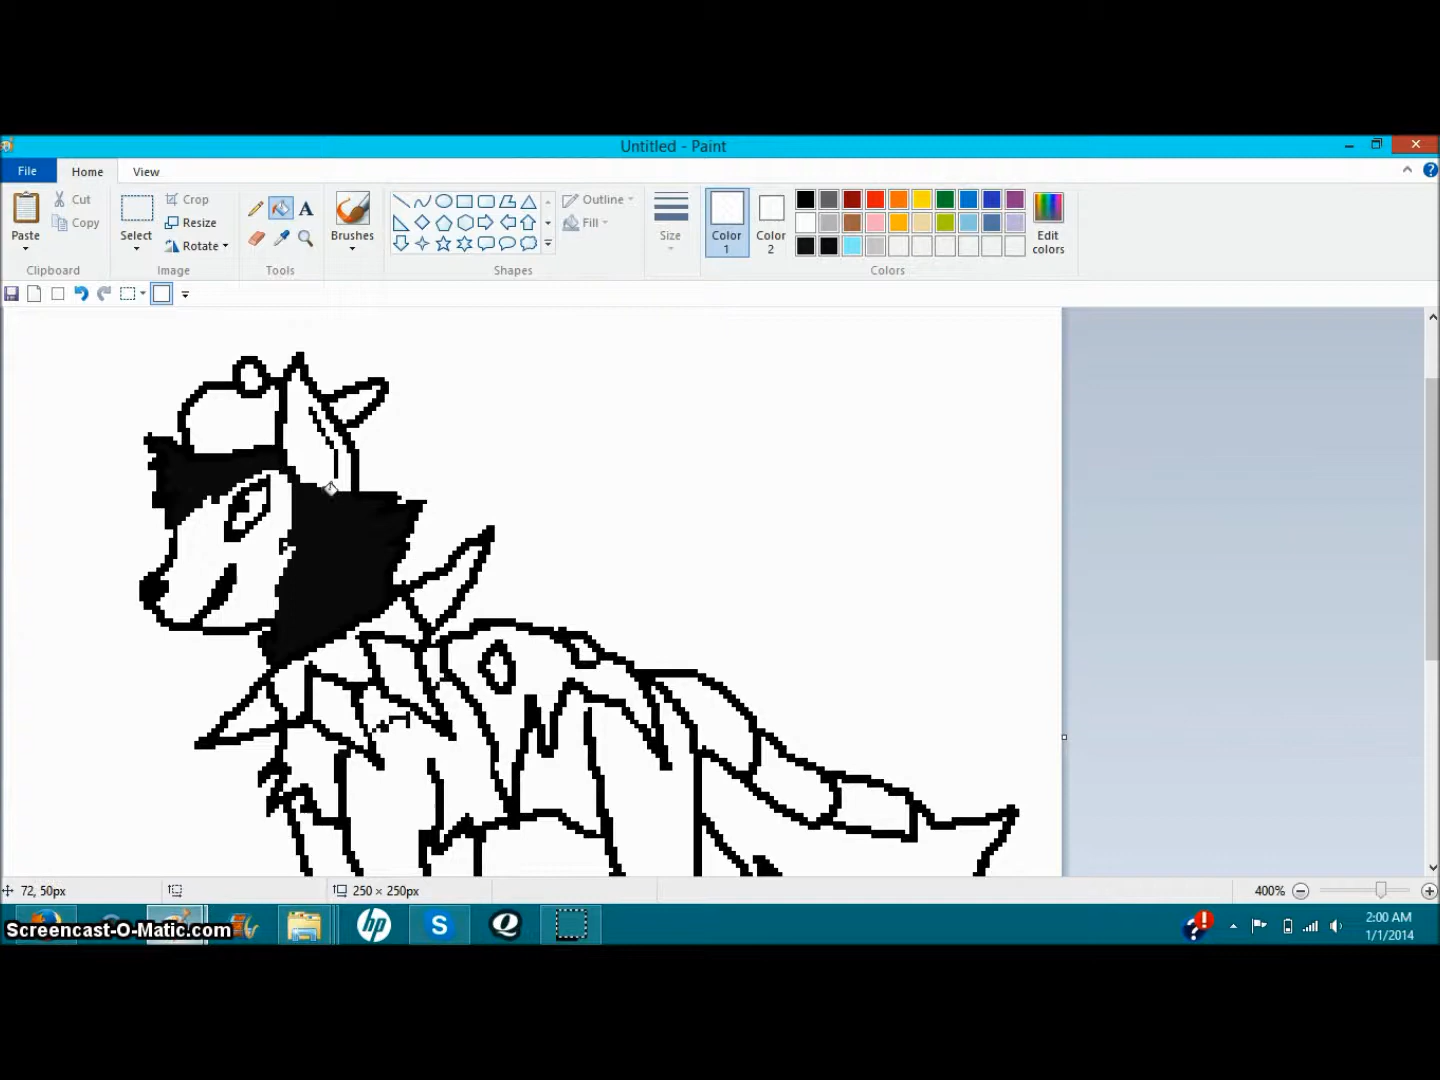 Untitled - Paint
File Home View
Paste
Cut
Copy
Clipboard
Select
Crop
Resize
Rotate
Image
A
Tools
Brushes
Outline
Fill
Shapes
Size
Color 1
Color 2
Edit colors
Colors
72, 50px
250 × 250px
400%
Screencast-O-Matic.com
hp
S
Q
2:00 AM
1/1/2014